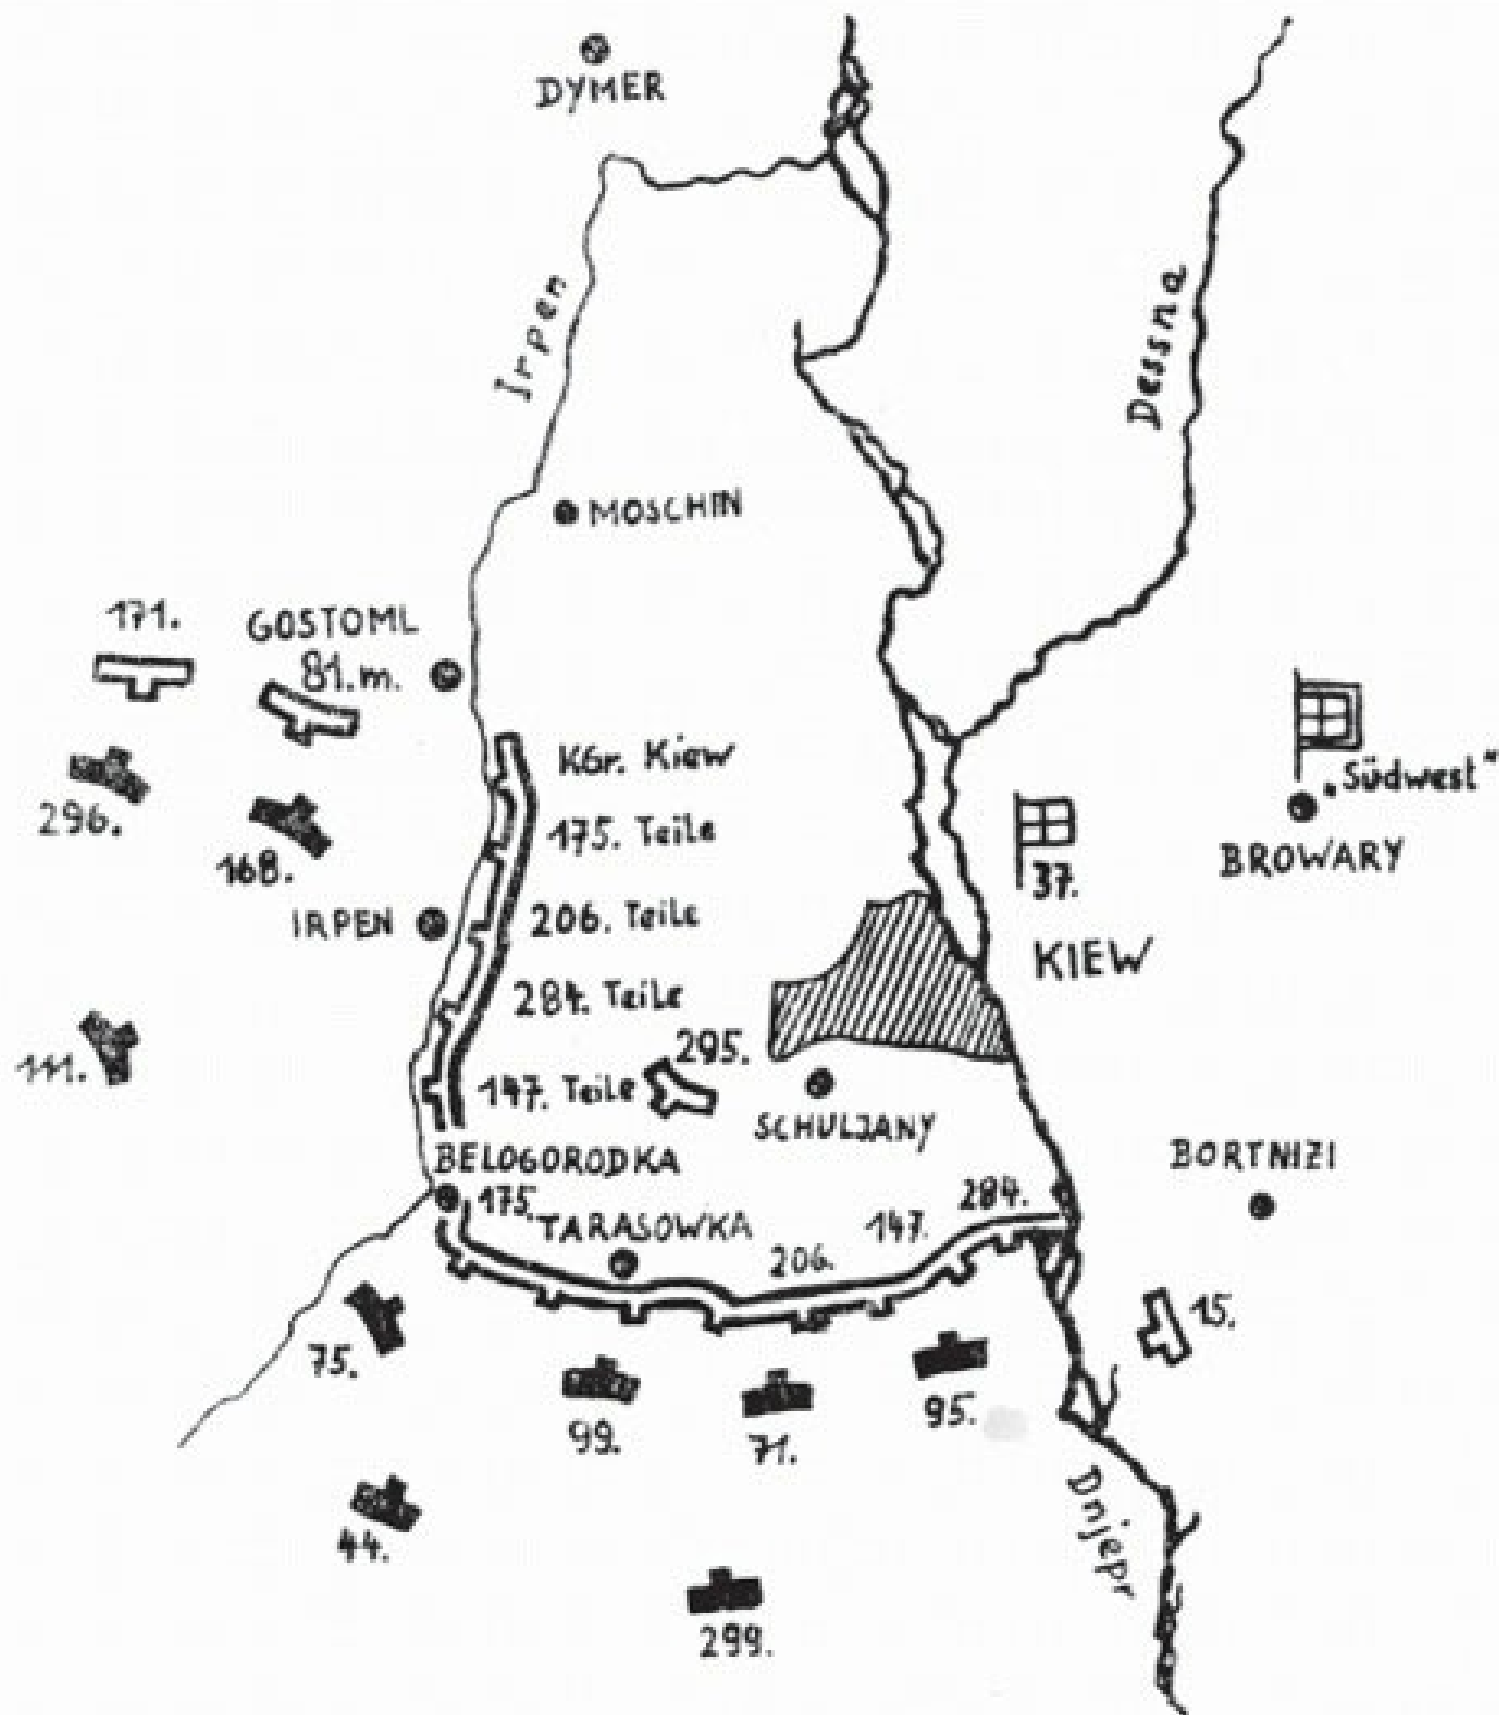 DYMER
Irpen
Dessna
MOSCHIN
171.
GOSTOML
81.m.
KGr. Kiew
„Südwest"
296.
175. Teile
168.
37.
BROWARY
IRPEN
206. Teile
KIEW
284. Teile
295.
111.
147. Teile
SCHULJANY
BELOGORODKA
BORTNIZI
175.
284.
TARASOWKA
147.
206.
15.
75.
99.
71.
95.
Dnjepr
44.
299.